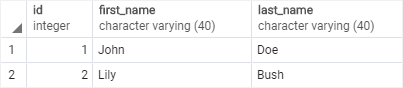 id first_name last_name
integer character varying (40) character varying (40)
1 1 John Doe
2 2 Lily Bush